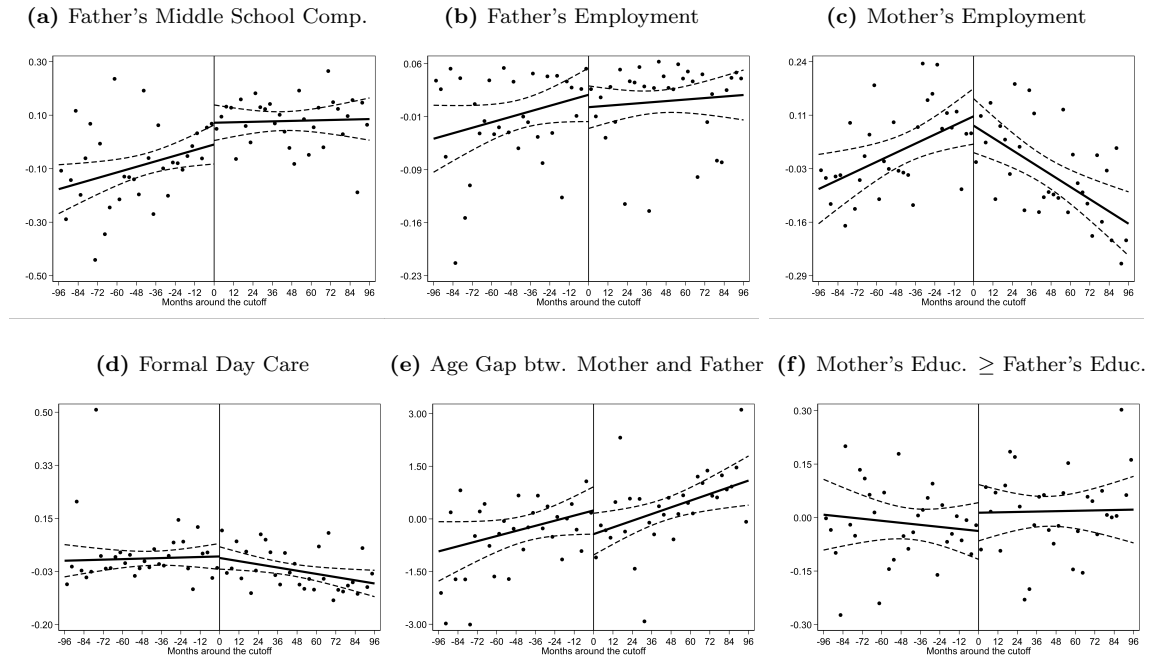 (a) Father's Middle School Comp.
0.30
0.10
-0.10
-0.30
-0.50
-96 -84 -72 -60 -48 -36 -24 -12 0 12 24 36 48 60 72 84 96
Months around the cutoff
(b) Father's Employment
0.06
-0.01
-0.09
-0.16
-0.23
-96 -84 -72 -60 -48 -36 -24 -12 0 12 24 36 48 60 72 84 96
Months around the cutoff
(c) Mother's Employment
0.24
0.11
-0.03
-0.16
-0.29
-96 -84 -72 -60 -48 -36 -24 -12 0 12 24 36 48 60 72 84 96
Months around the cutoff
(d) Formal Day Care
0.50
0.33
0.15
-0.03
-0.20
-96 -84 -72 -60 -48 -36 -24 -12 0 12 24 36 48 60 72 84 96
Months around the cutoff
(e) Age Gap btw. Mother and Father
3.00
1.50
0.00
-1.50
-3.00
-96 -84 -72 -60 -48 -36 -24 -12 0 12 24 36 48 60 72 84 96
Months around the cutoff
(f) Mother's Educ. ≥ Father's Educ.
0.30
0.15
0.00
-0.15
-0.30
-96 -84 -72 -60 -48 -36 -24 -12 0 12 24 36 48 60 72 84 96
Months around the cutoff